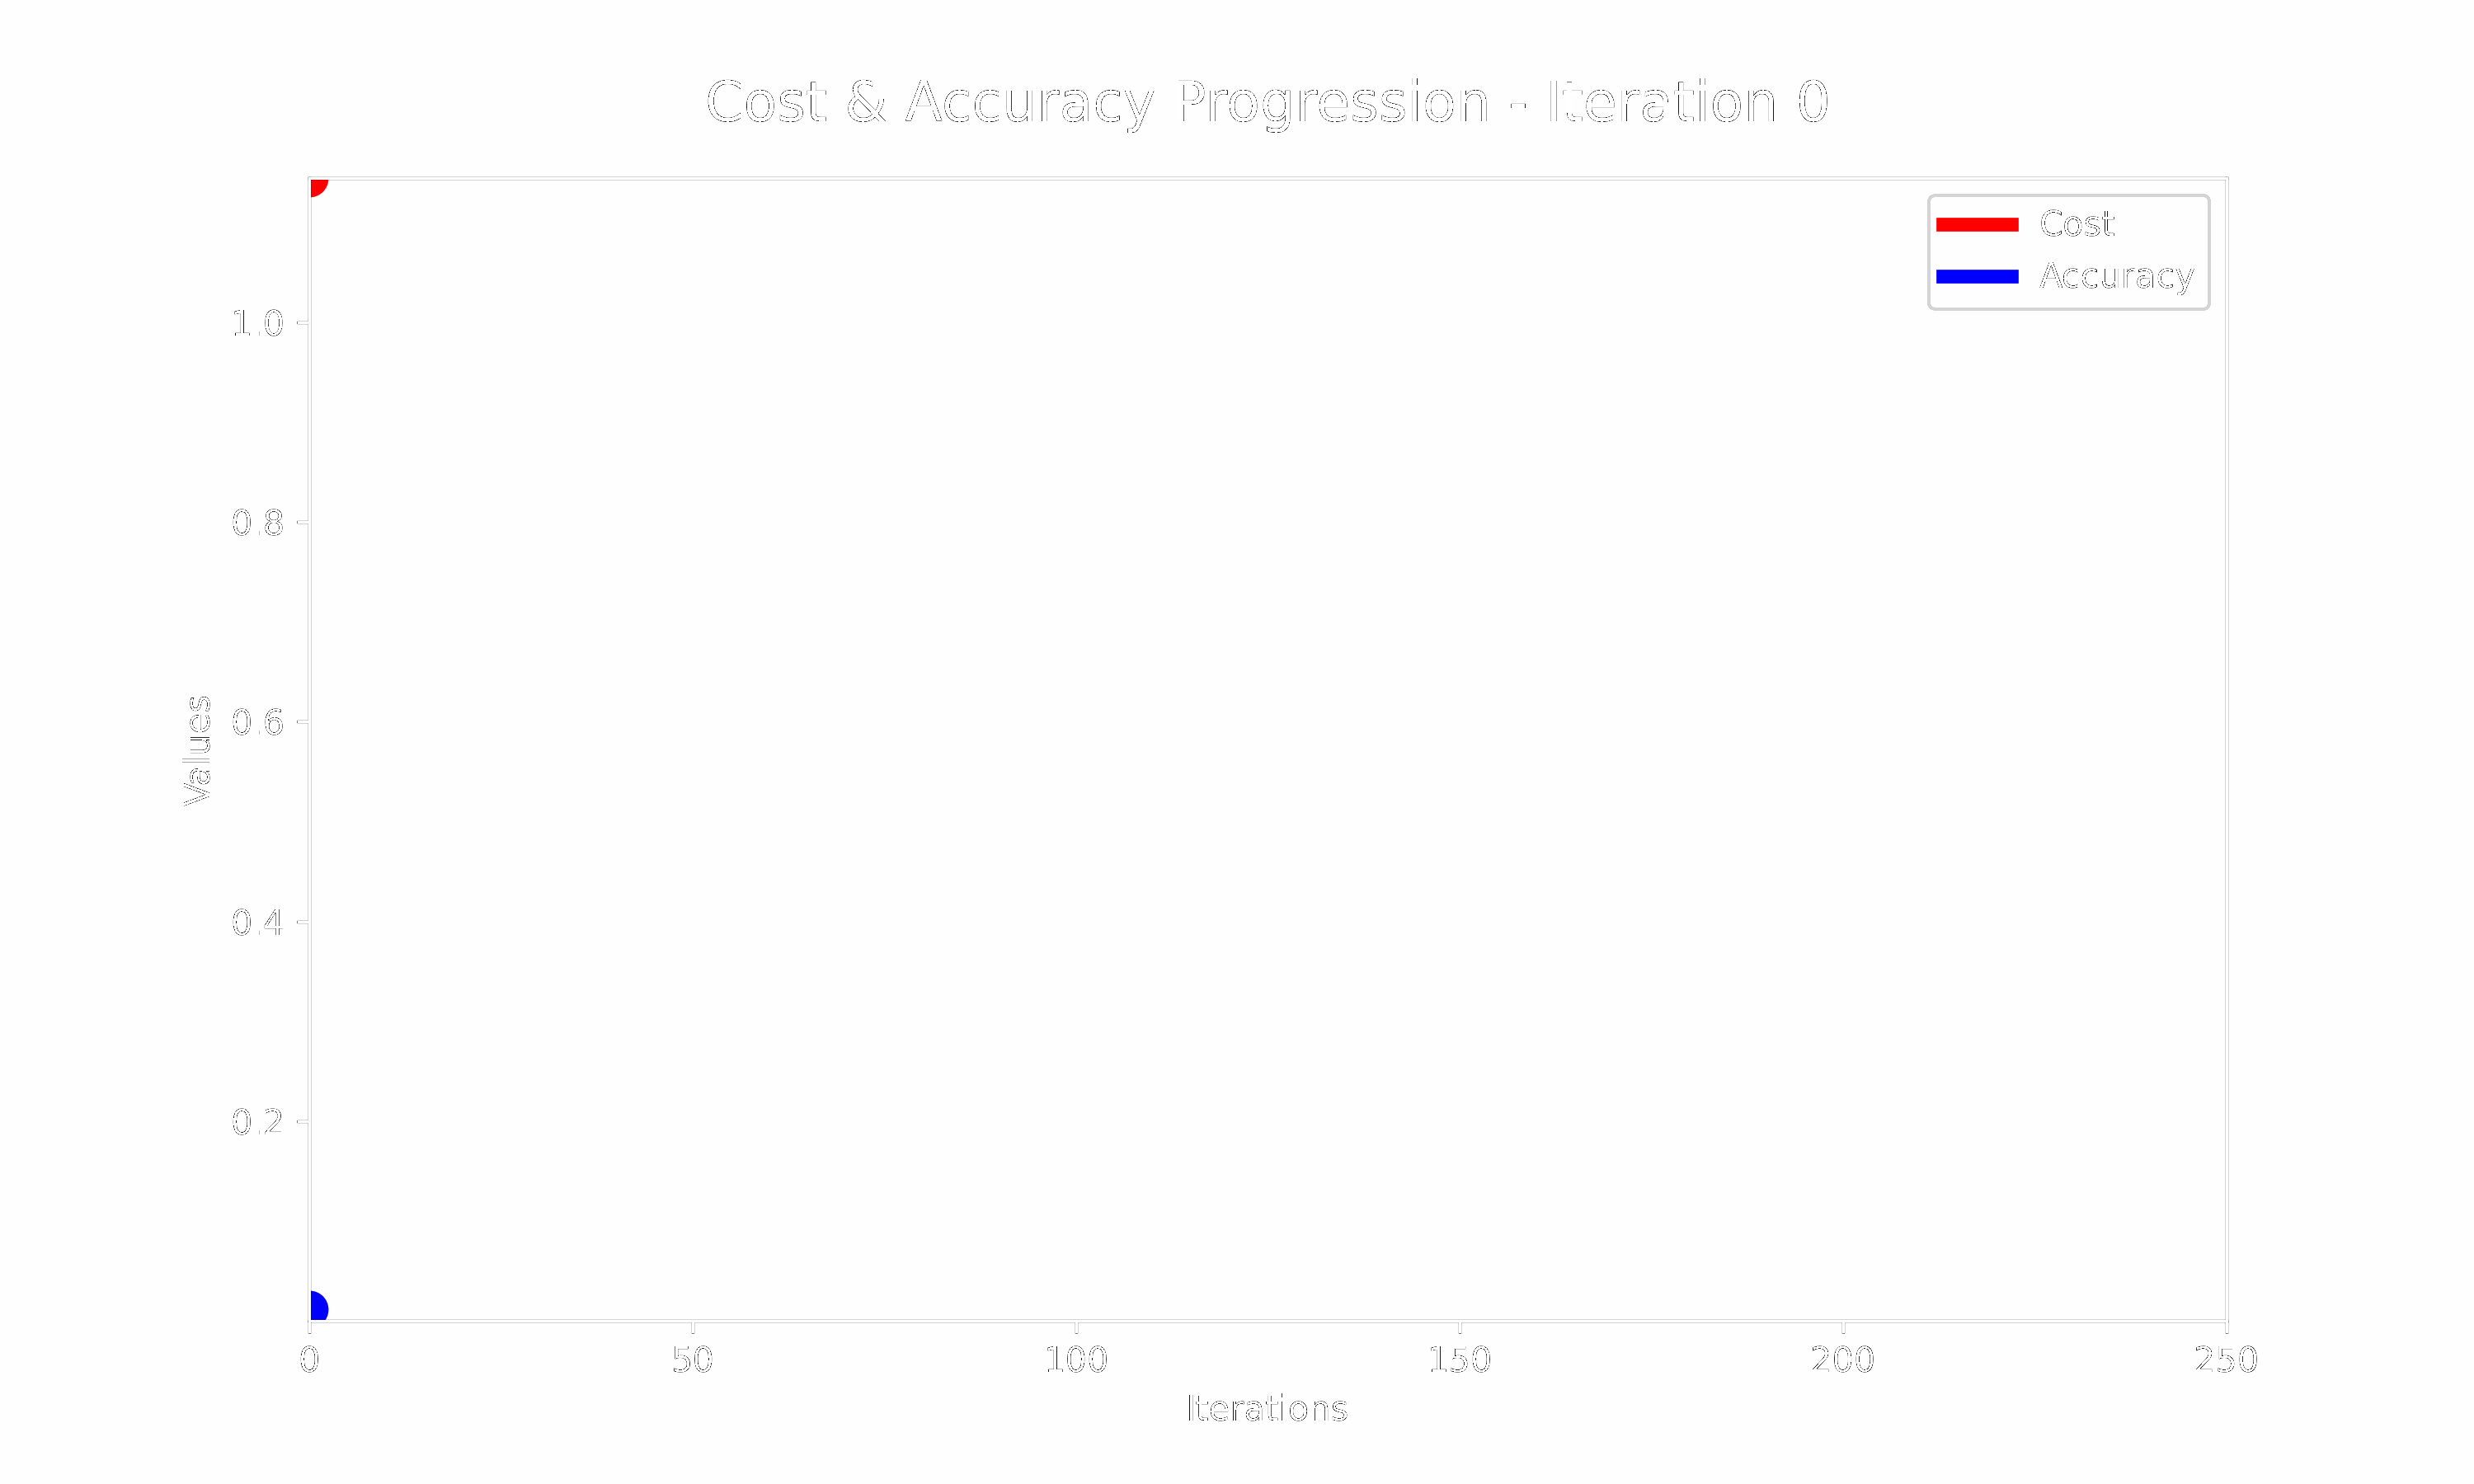 Cost & Accuracy Progression - Iteration 0
Cost
Accuracy
1.0
0.8
0.6
0.4
0.2
Values
0 50 100 150 200 250
Iterations